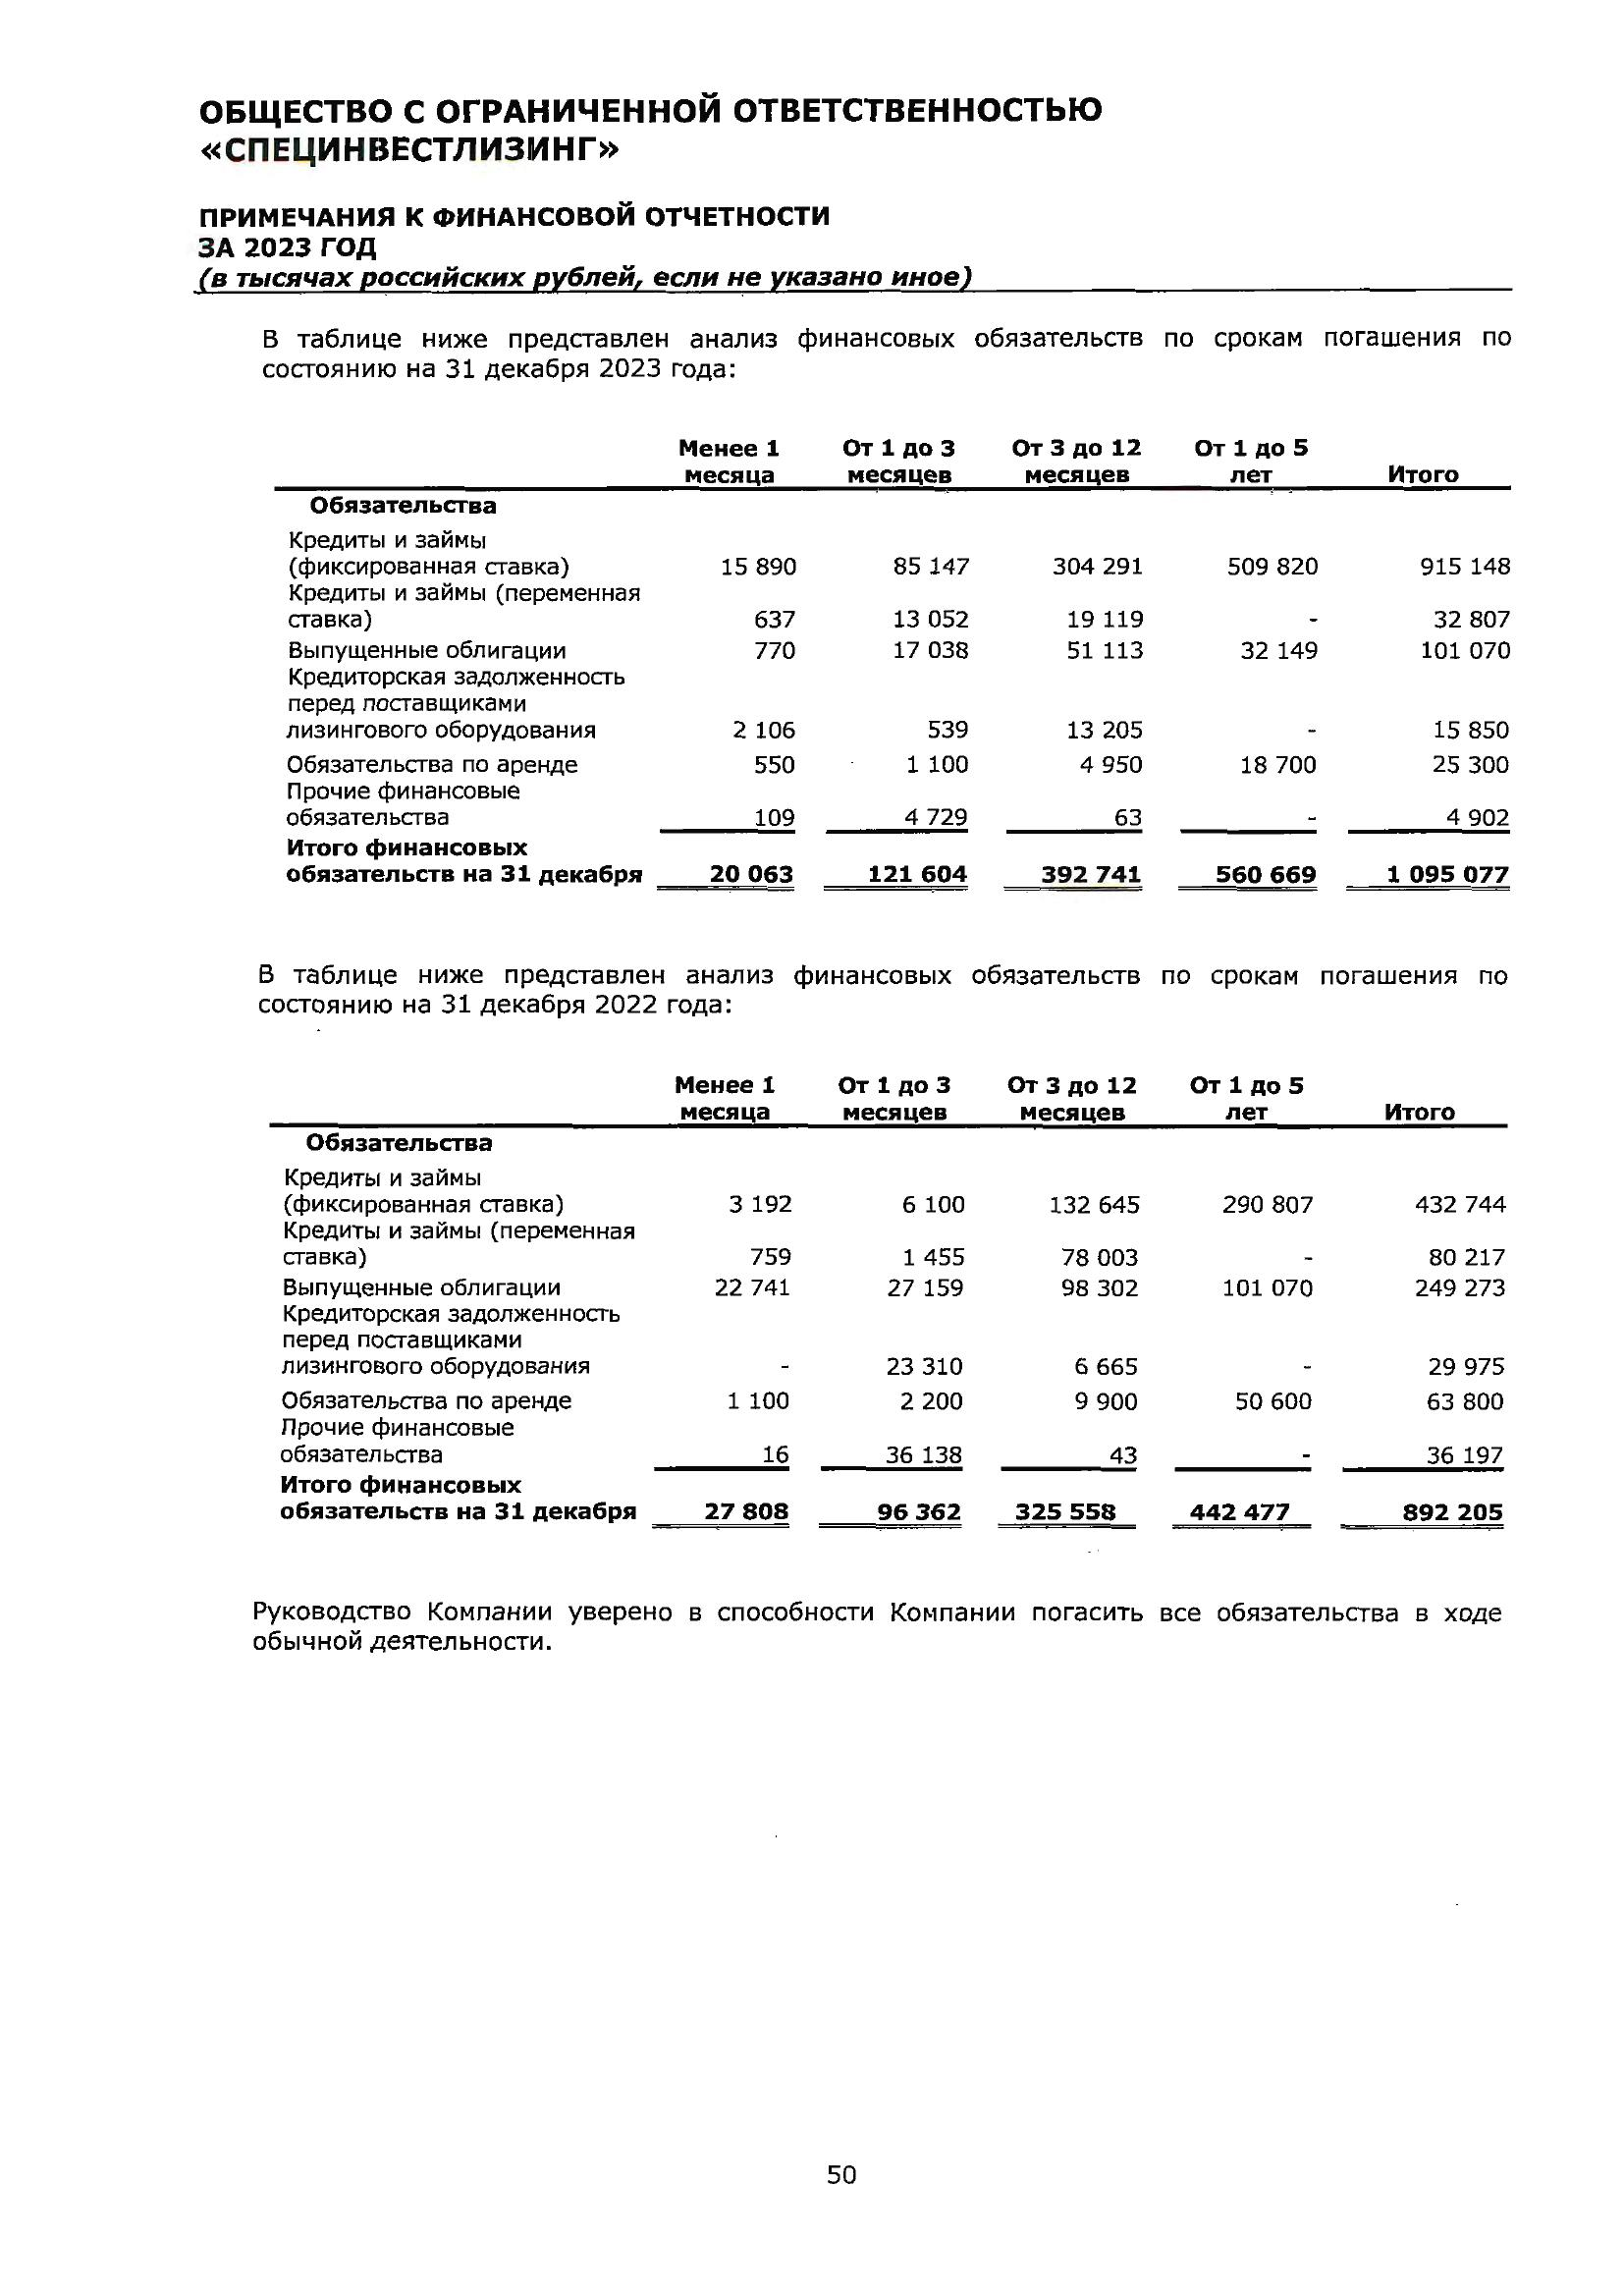 ОБЩЕСТВО С ОГРАНИЧЕННОЙ ОТВЕТСТВЕННОСТЬЮ
«СПЕЦИНВЕСТЛИЗИНГ»
ПРИМЕЧАНИЯ К ФИНАНСОВОЙ ОТЧЕТНОСТИ
ЗА 2023 ГОД
(в тысячах российских рублей, если не указано иное)
В таблице ниже представлен анализ финансовых обязательств по срокам погашения по
состоянию на 31 декабря 2023 года:
Менее 1 От 1 до 3 От 3 до 12 От 1 до 5
месяца месяцев месяцев лет Итого
Обязательства
Кредиты и займы
(фиксированная ставка) 15 890 85 147 304 291 509 820 915 148
Кредиты и займы (переменная
ставка) 637 13 052 19 119 - 32 807
Выпущенные облигации 770 17 038 51 113 32 149 101 070
Кредиторская задолженность
перед поставщиками
лизингового оборудования 2 106 539 13 205 - 15 850
Обязательства по аренде 550 1 100 4 950 18 700 25 300
Прочие финансовые
обязательства 109 4 729 63 - 4 902
Итого финансовых
обязательств на 31 декабря 20 063 121 604 392 741 560 669 1 095 077
В таблице ниже представлен анализ финансовых обязательств по срокам погашения по
состоянию на 31 декабря 2022 года:
Менее 1 От 1 до 3 От 3 до 12 От 1 до 5
месяца месяцев месяцев лет Итого
Обязательства
Кредиты и займы
(фиксированная ставка) 3 192 6 100 132 645 290 807 432 744
Кредиты и займы (переменная
ставка) 759 1 455 78 003 - 80 217
Выпущенные облигации 22 741 27 159 98 302 101 070 249 273
Кредиторская задолженность
перед поставщиками
лизингового оборудования - 23 310 6 665 - 29 975
Обязательства по аренде 1 100 2 200 9 900 50 600 63 800
Прочие финансовые
обязательства 16 36 138 43 - 36 197
Итого финансовых
обязательств на 31 декабря 27 808 96 362 325 558 442 477 892 205
Руководство Компании уверено в способности Компании погасить все обязательства в ходе
обычной деятельности.
50